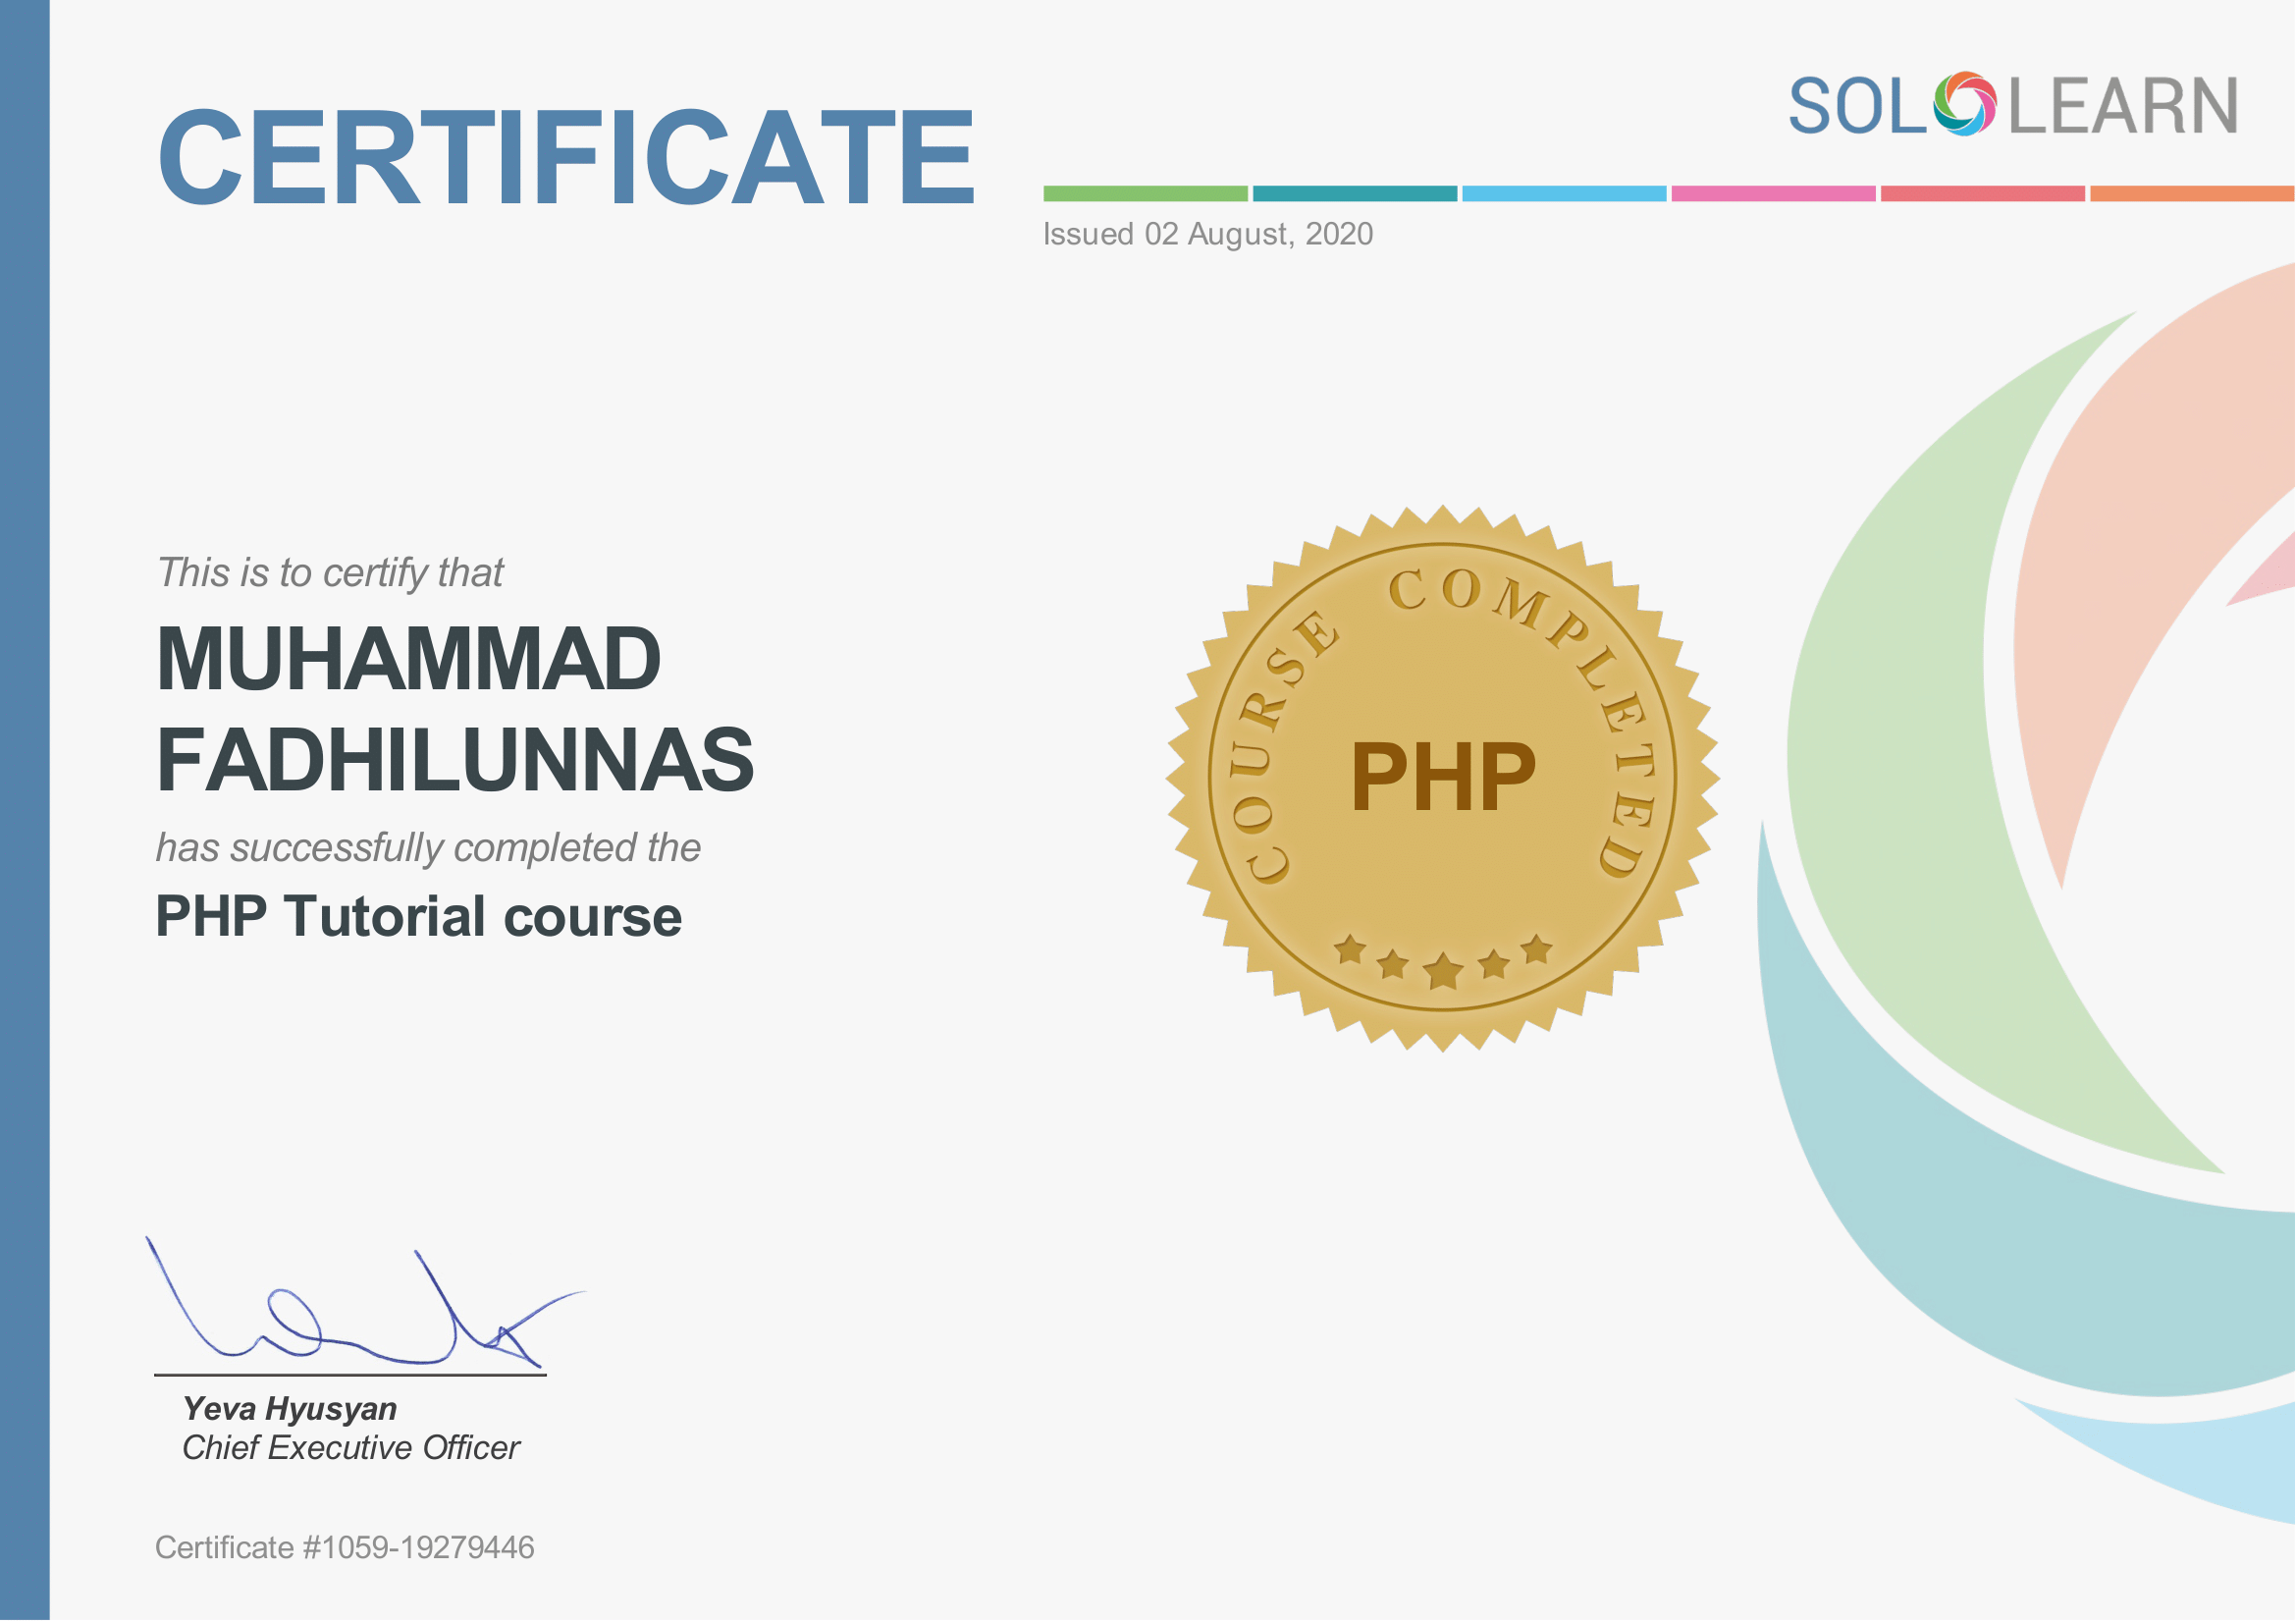 CERTIFICATE
SOLOLEARN
Issued 02 August, 2020
This is to certify that
MUHAMMAD
FADHILUNNAS
has successfully completed the
PHP Tutorial course
COURSE COMPLETED
PHP
Yeva Hyusyan
Chief Executive Officer
Certificate #1059-19279446